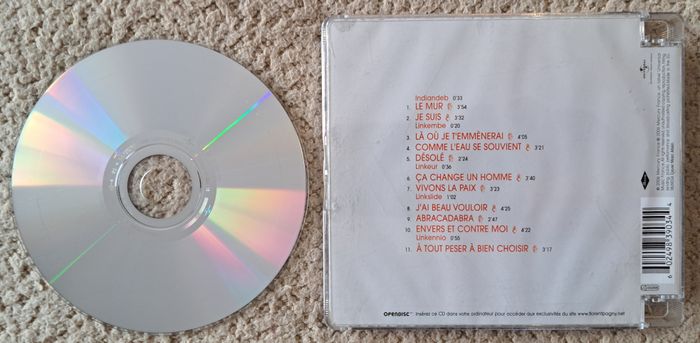 Indiandeb 0'33
1. LE MUR 3'54
2. JE SUIS 3'32
Linkembe 0'20
3. LÀ OÙ JE T'EMMÈNERAI 4'05
4. COMME L'EAU SE SOUVIENT 3'21
5. DÉSOLÉ 2'24
Linkeur 0'36
6. ÇA CHANGE UN HOMME 3'40
7. VIVONS LA PAIX 3'23
Linkslide 1'02
8. J'AI BEAU VOULOIR 4'25
9. ABRACADABRA 2'47
10. ENVERS ET CONTRE MOI 4'22
Linkennio 0'55
11. À TOUT PESER À BIEN CHOISIR 3'17
OPENDISC Insérez ce CD dans votre ordinateur pour accéder aux exclusivités du site www.florentpagny.net
6 02498 39034 4